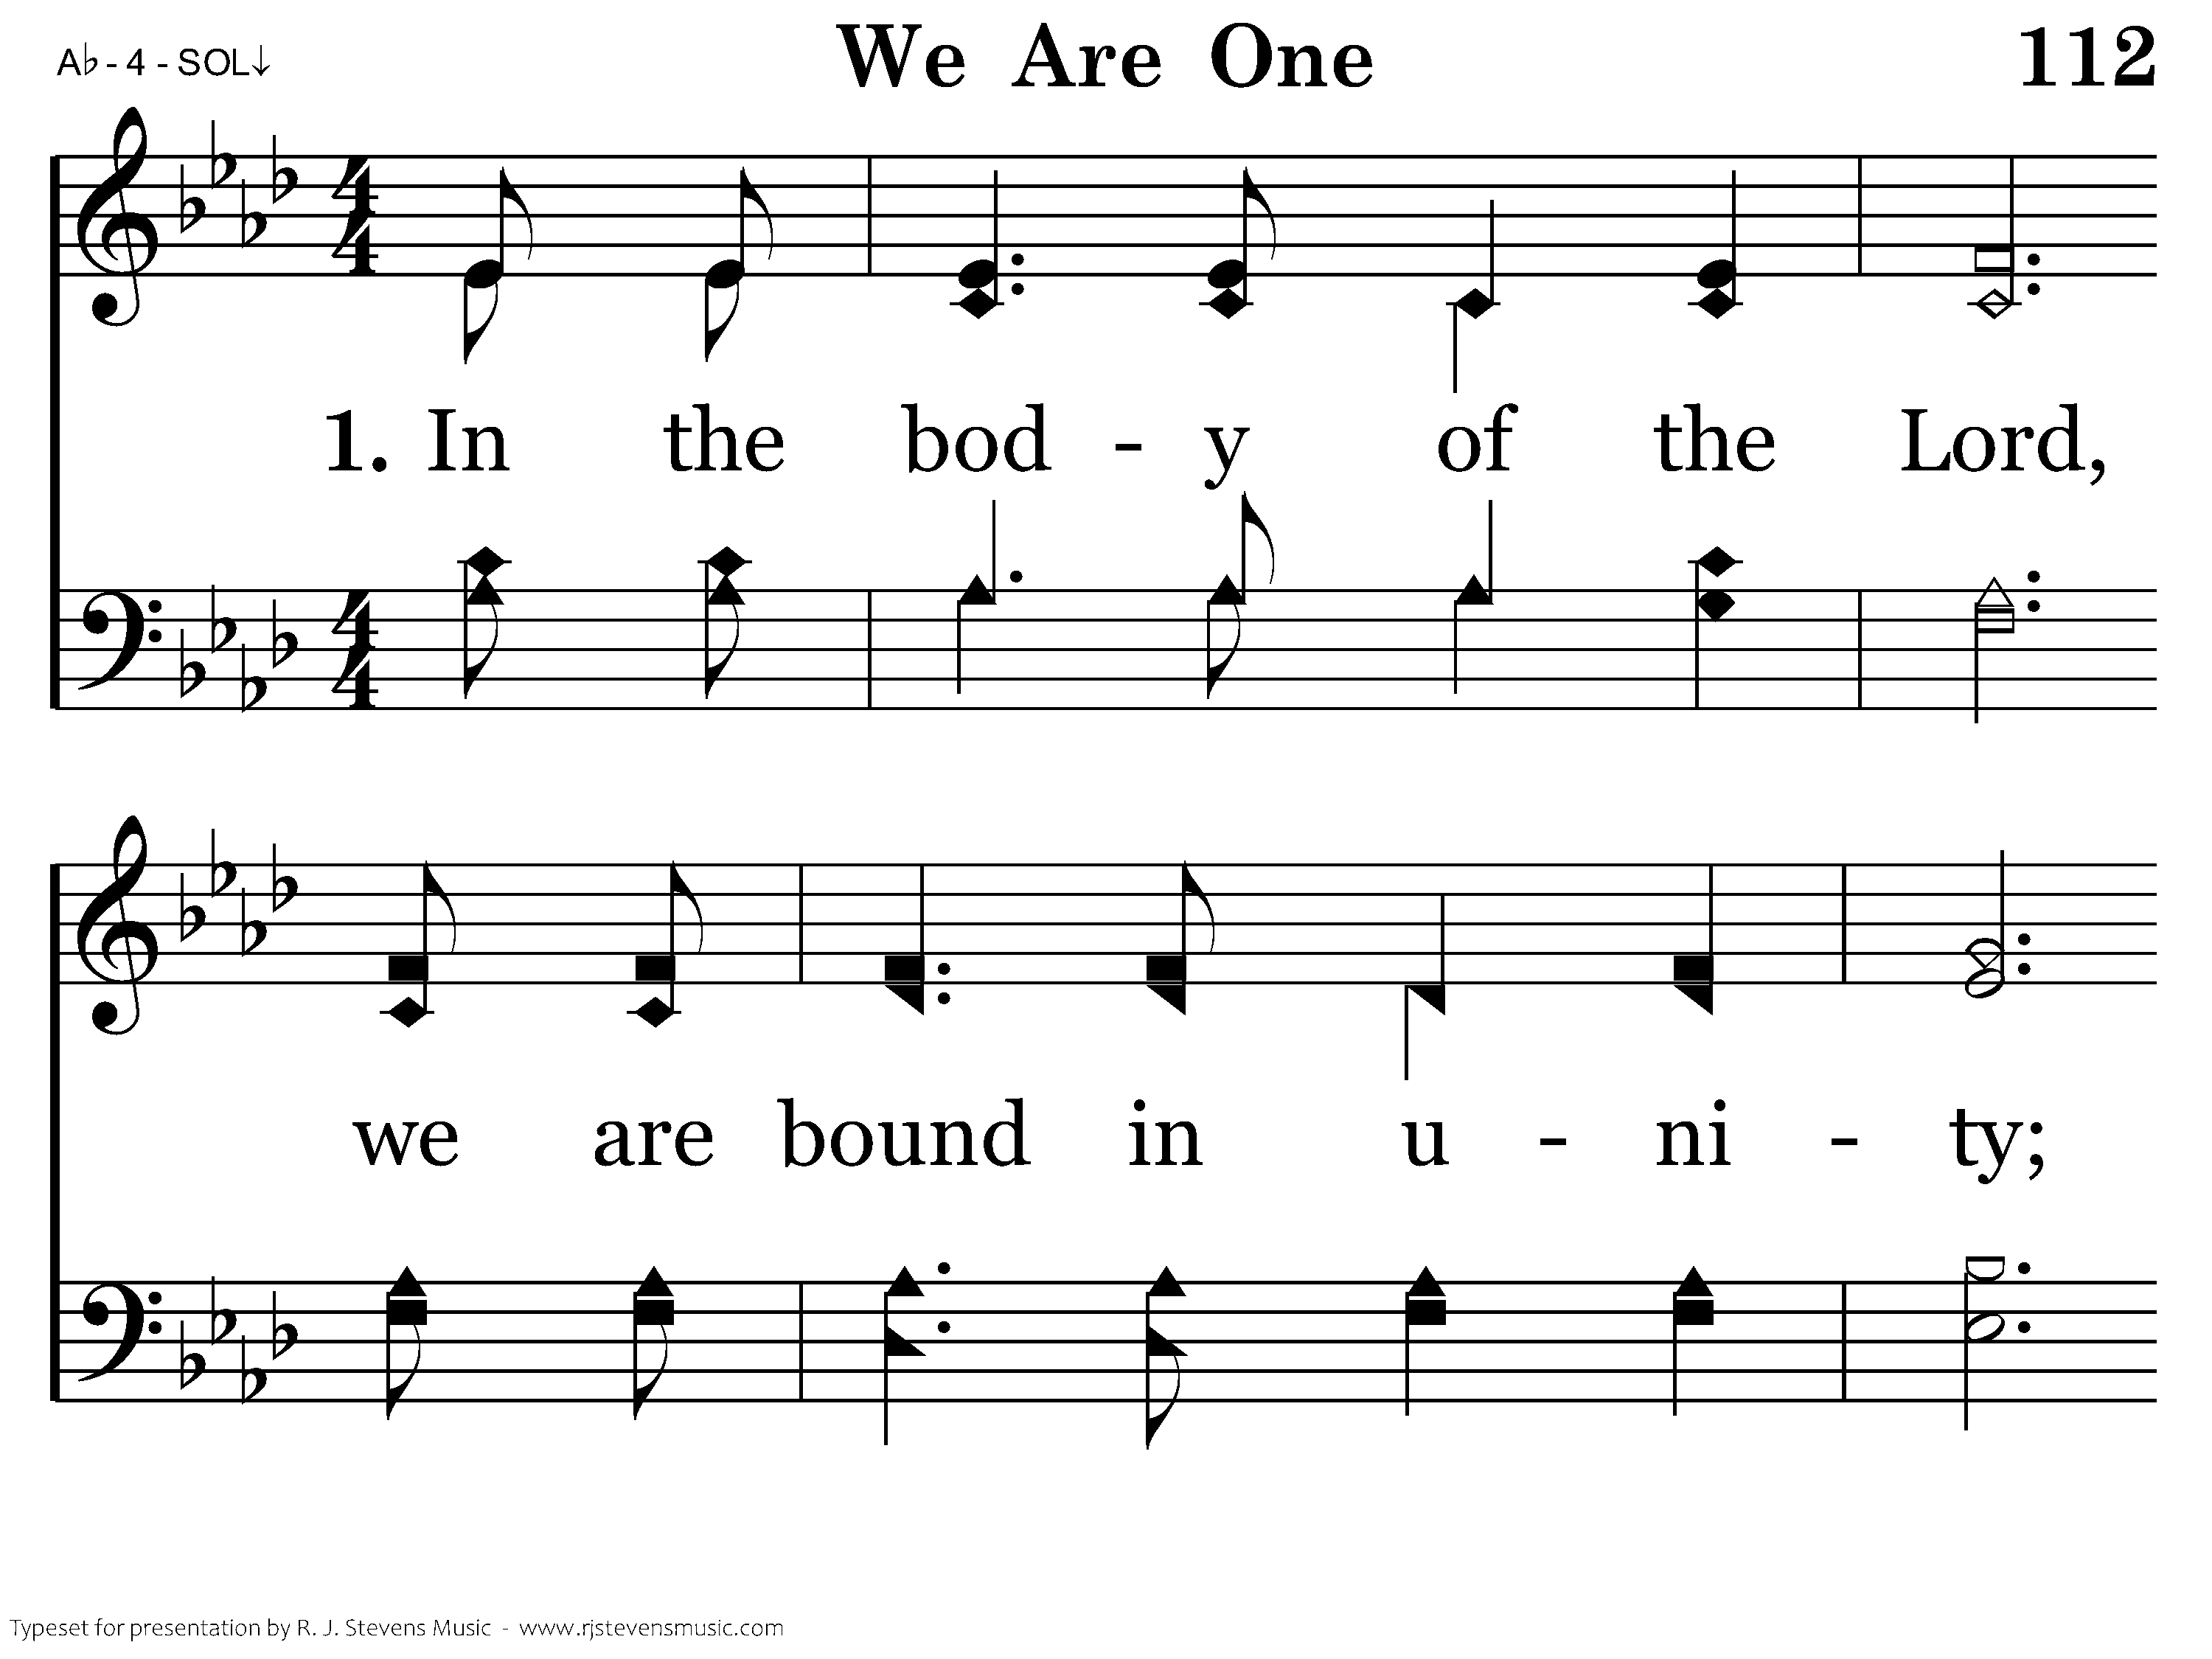 A♭ - 4 - SOL↓ We Are One 112
1. In the bod - y of the Lord,
we are bound in u - ni - ty;
Typeset for presentation by R. J. Stevens Music - www.rjstevensmusic.com